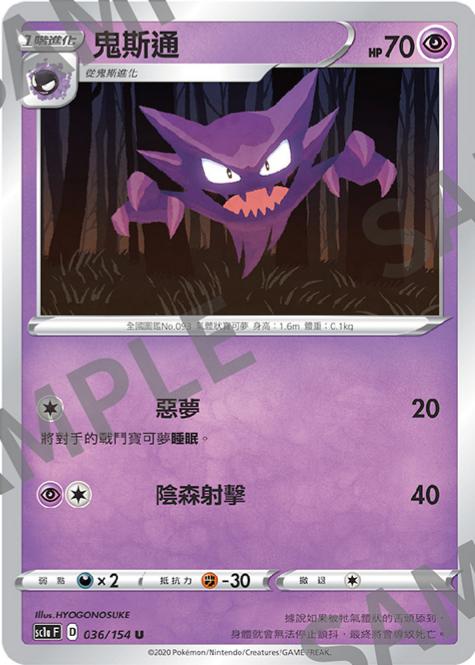 1階進化 鬼斯通 HP70
從鬼斯進化
全國圖鑑No.093 氣體狀寶可夢 身高：1.6m 體重：0.1kg
惡夢 20
將對手的戰鬥寶可夢睡眠。
陰森射擊 40
弱點 ×2 抵抗力 -30 撤退
Illus.HYOGONOSUKE
sc1a F D 036/154 U
據說如果被牠氣體狀的舌頭舔到，
身體就會無法停止顫抖，最終將會導致死亡。
©2020 Pokémon/Nintendo/Creatures/GAME FREAK.
SAMPLE